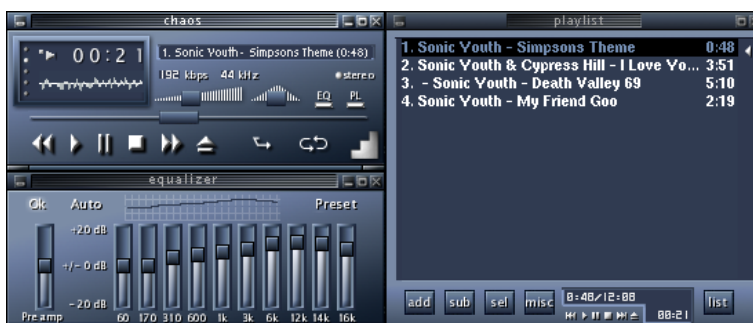 chaos
00:21
1. Sonic Youth - Simpsons Theme (0:48)
192 kbps 44 kHz
stereo
EQ PL
equalizer
Ok Auto Preset
+20 dB
+/- 0 dB
-20 dB
Preamp 60 170 310 600 1k 3k 6k 12k 14k 16k
playlist
1. Sonic Youth - Simpsons Theme 0:48
2. Sonic Youth & Cypress Hill - I Love Yo... 3:51
3. - Sonic Youth - Death Valley 69 5:10
4. Sonic Youth - My Friend Goo 2:19
add sub sel misc 0:48/12:08 list
00:21